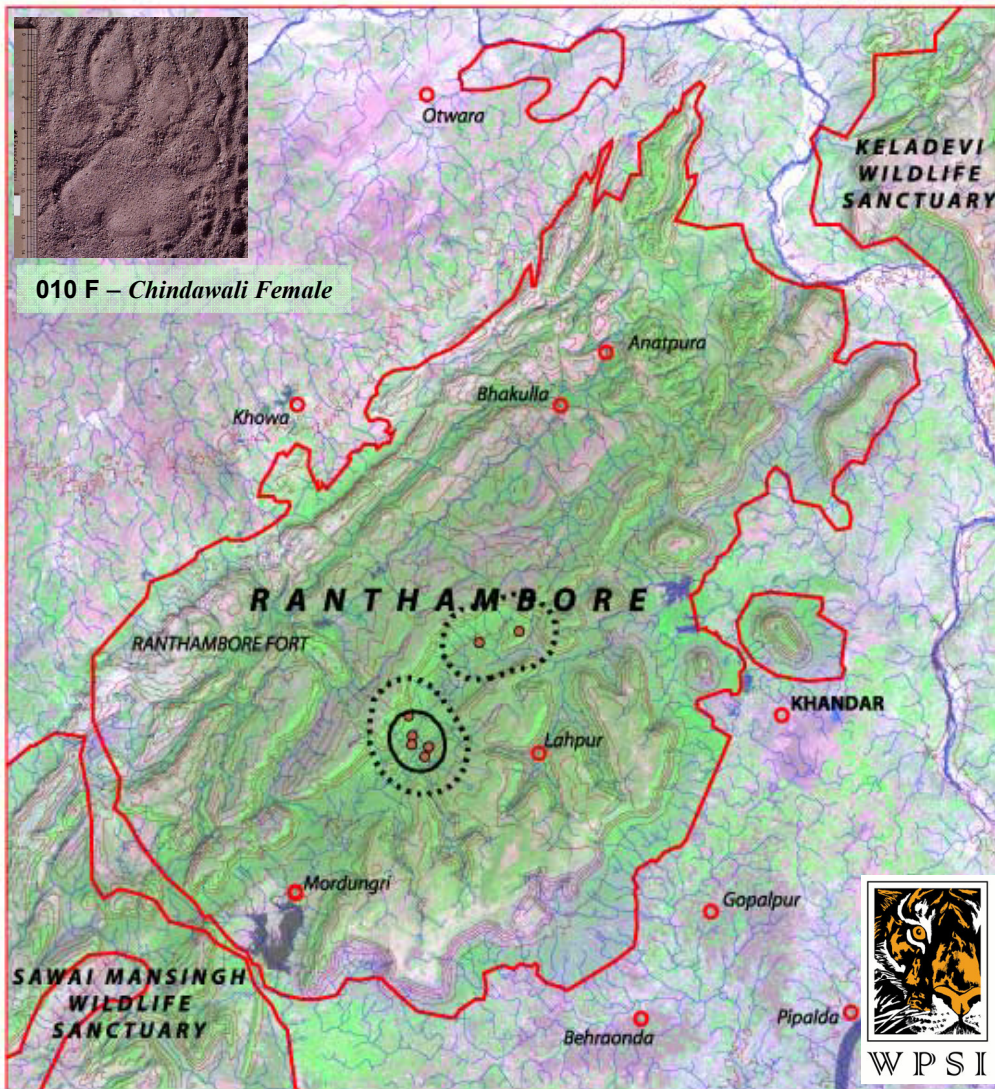 010 F – Chindawali Female
Otwara
KELADEVI
WILDLIFE
SANCTUARY
Anatpura
Bhakulla
Khowa
RANTHAMBORE
RANTHAMBORE FORT
KHANDAR
Lahpur
Mordungri
Gopalpur
SAWAI MANSINGH
WILDLIFE
SANCTUARY
Behraonda
Pipalda
WPSI